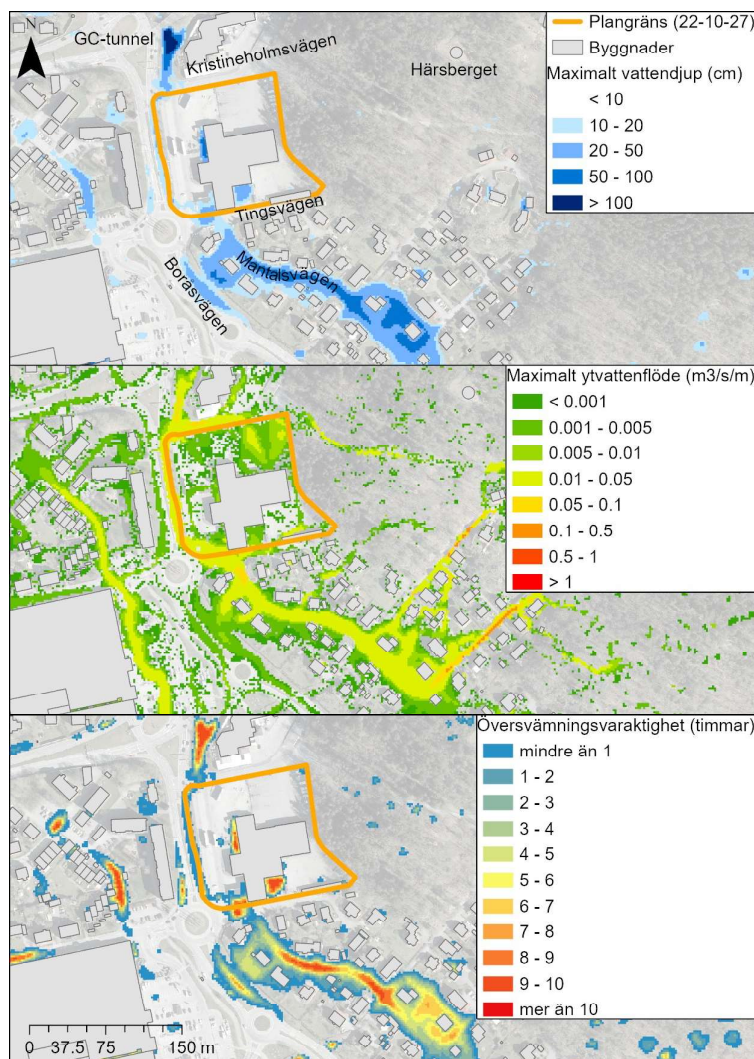 N
GC-tunnel
Kristineholmsvägen
Härsberget
Tingsvägen
Mantalsvägen
Boråsvägen
Plangräns (22-10-27)
Byggnader
Maximalt vattendjup (cm)
< 10
10 - 20
20 - 50
50 - 100
> 100
Maximalt ytvattenflöde (m3/s/m)
< 0.001
0.001 - 0.005
0.005 - 0.01
0.01 - 0.05
0.05 - 0.1
0.1 - 0.5
0.5 - 1
> 1
Översvämningsvaraktighet (timmar)
mindre än 1
1 - 2
2 - 3
3 - 4
4 - 5
5 - 6
6 - 7
7 - 8
8 - 9
9 - 10
mer än 10
0 37.5 75 150 m